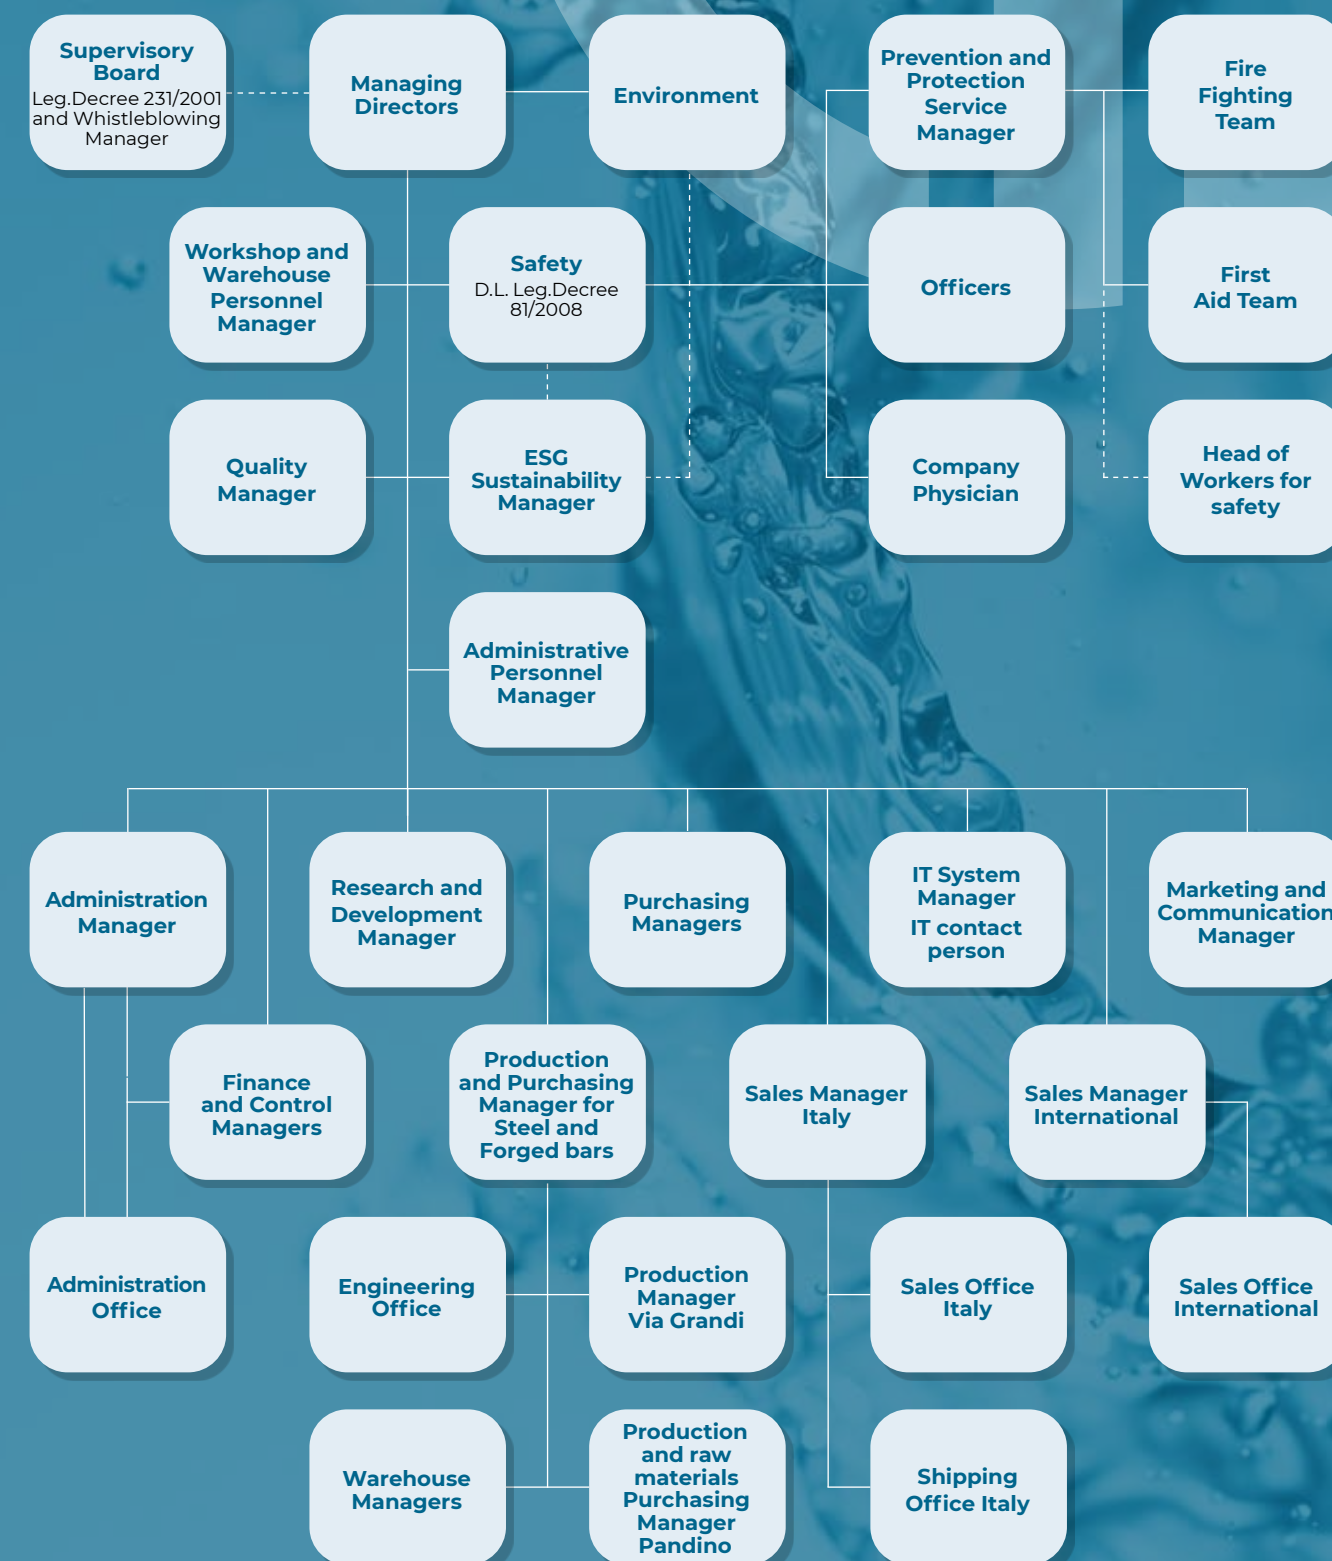 Supervisory
Board
Leg.Decree 231/2001
and Whistleblowing
Manager
Managing
Directors
Environment
Prevention and
Protection
Service
Manager
Fire
Fighting
Team
Workshop and
Warehouse
Personnel
Manager
Safety
D.L. Leg.Decree
81/2008
Officers
First
Aid Team
Quality
Manager
ESG
Sustainability
Manager
Company
Physician
Head of
Workers for
safety
Administrative
Personnel
Manager
Administration
Manager
Research and
Development
Manager
Purchasing
Managers
IT System
Manager
IT contact
person
Marketing and
Communication
Manager
Finance
and Control
Managers
Production
and Purchasing
Manager for
Steel and
Forged bars
Sales Manager
Italy
Sales Manager
International
Administration
Office
Engineering
Office
Production
Manager
Via Grandi
Sales Office
Italy
Sales Office
International
Warehouse
Managers
Production
and raw
materials
Purchasing
Manager
Pandino
Shipping
Office Italy